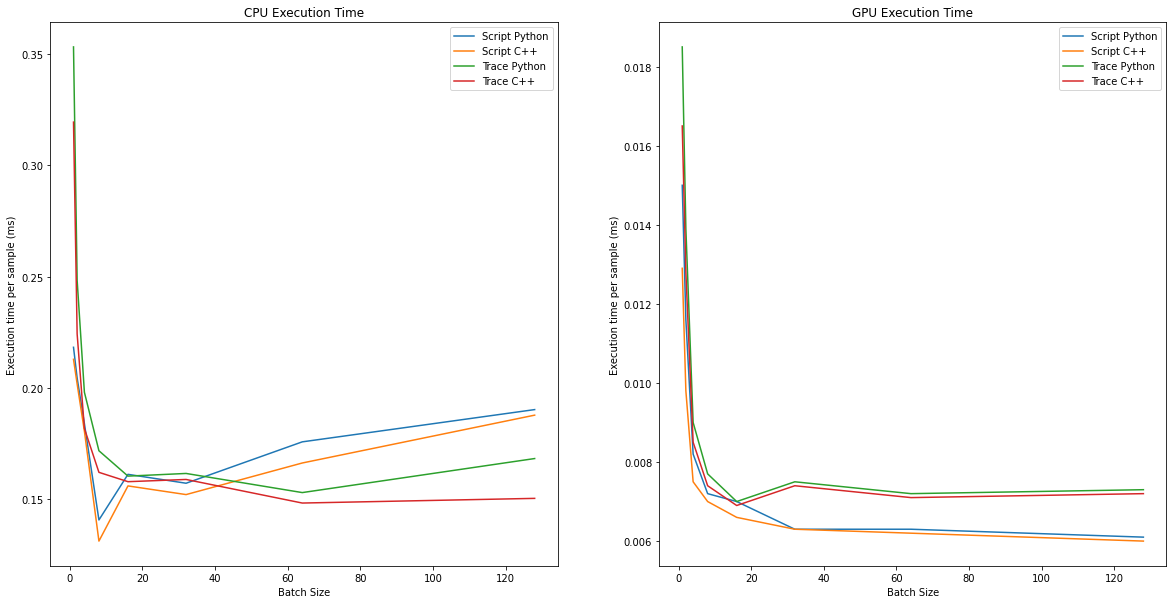 CPU Execution Time
Execution time per sample (ms)
0.35
0.30
0.25
0.20
0.15
0 20 40 60 80 100 120
Batch Size
Script Python
Script C++
Trace Python
Trace C++
GPU Execution Time
Execution time per sample (ms)
0.018
0.016
0.014
0.012
0.010
0.008
0.006
0 20 40 60 80 100 120
Batch Size
Script Python
Script C++
Trace Python
Trace C++